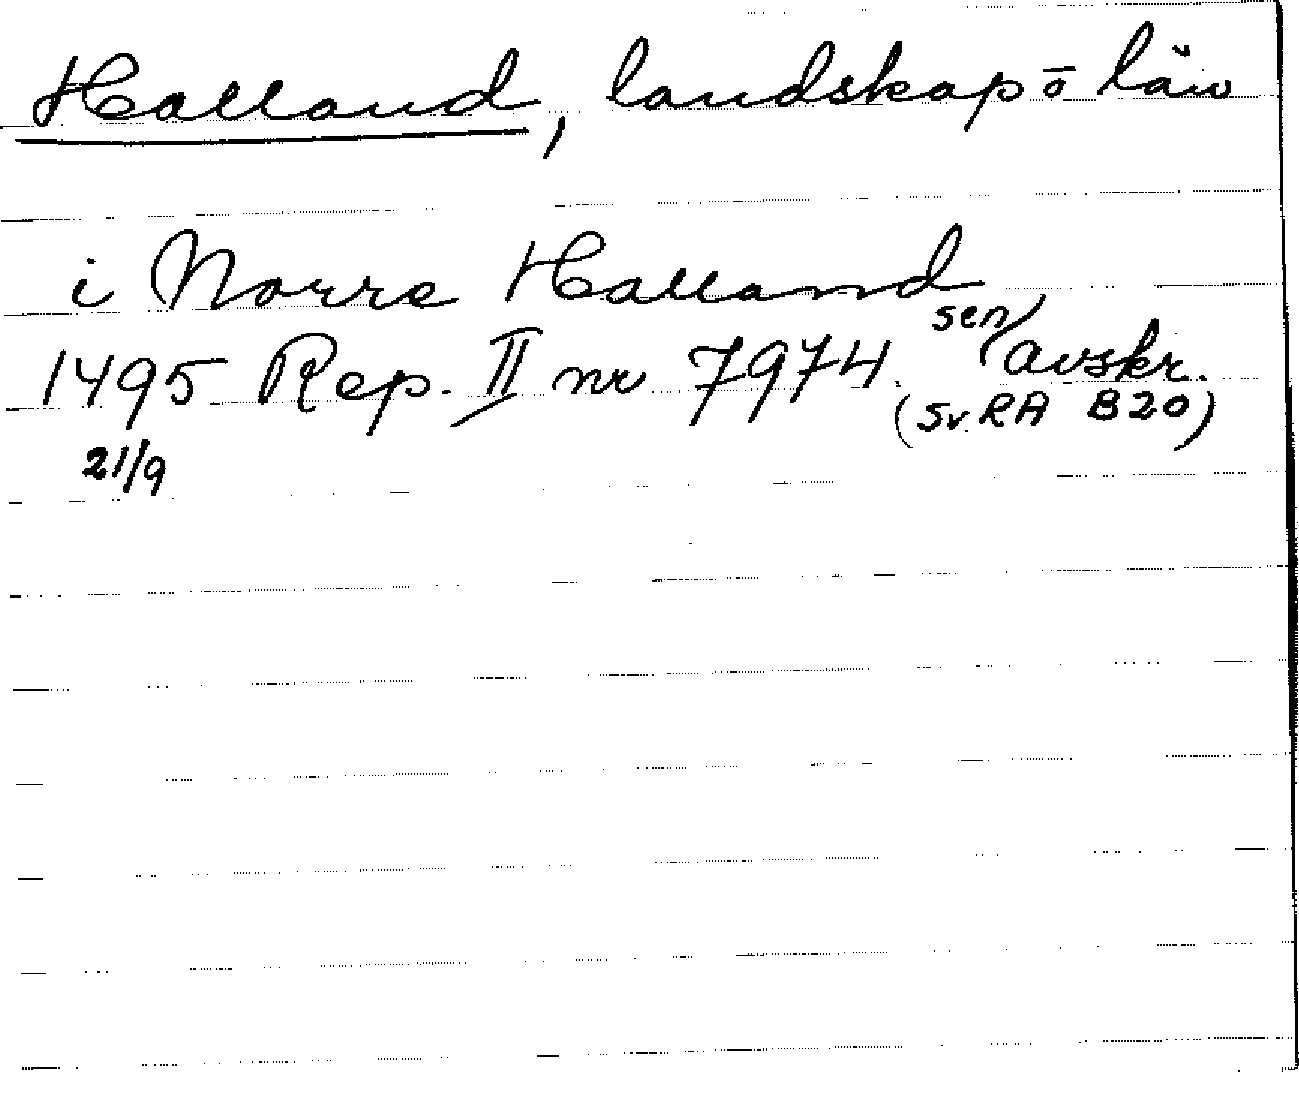 Halland, landskap o län
i Norre Halland
1495 Rep. II nr 7974 sen avskr.
21/9 (Sv. RA B20)